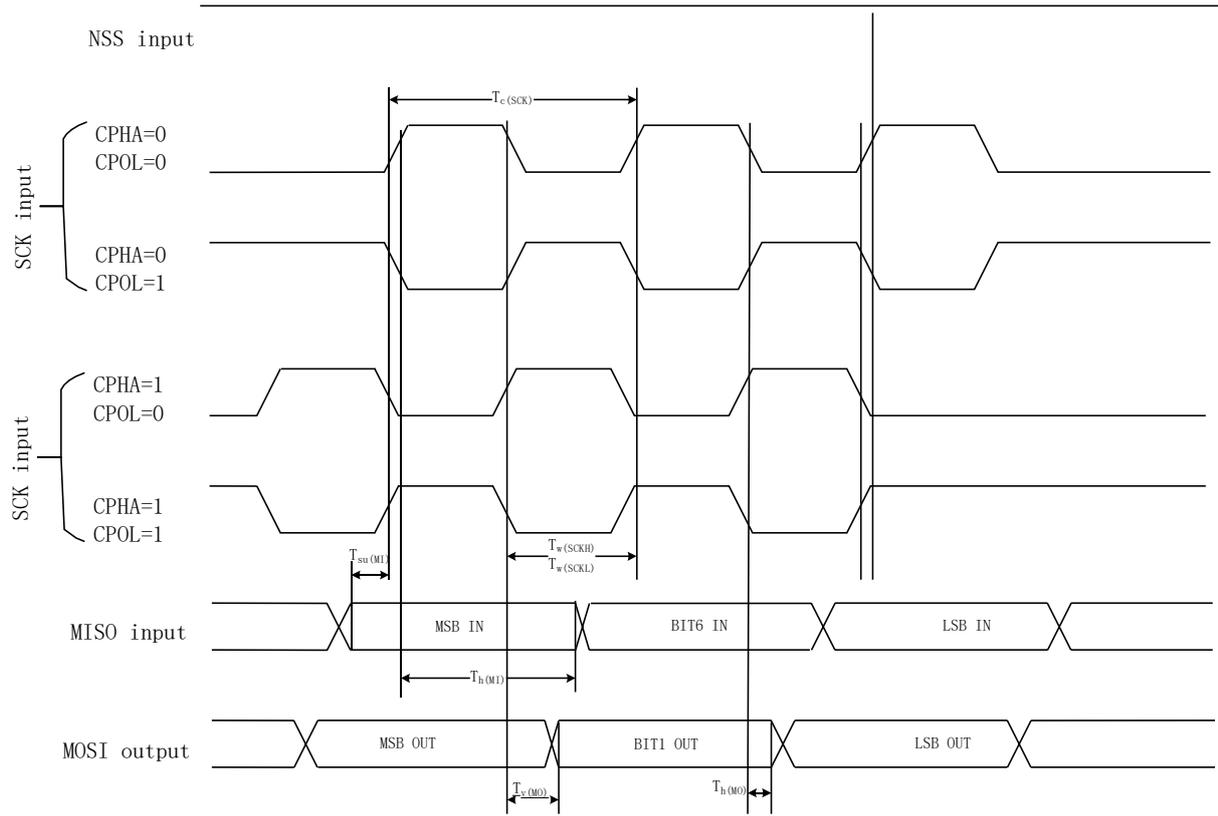 NSS input
Tc(SCK)
SCK input
CPHA=0
CPOL=0
CPHA=0
CPOL=1
SCK input
CPHA=1
CPOL=0
CPHA=1
CPOL=1
Tw(SCKH)
Tw(SCKL)
Tsu(MI)
MISO input
MSB IN
BIT6 IN
LSB IN
Th(MI)
MOSI output
MSB OUT
BIT1 OUT
LSB OUT
Tv(MO)
Th(MO)